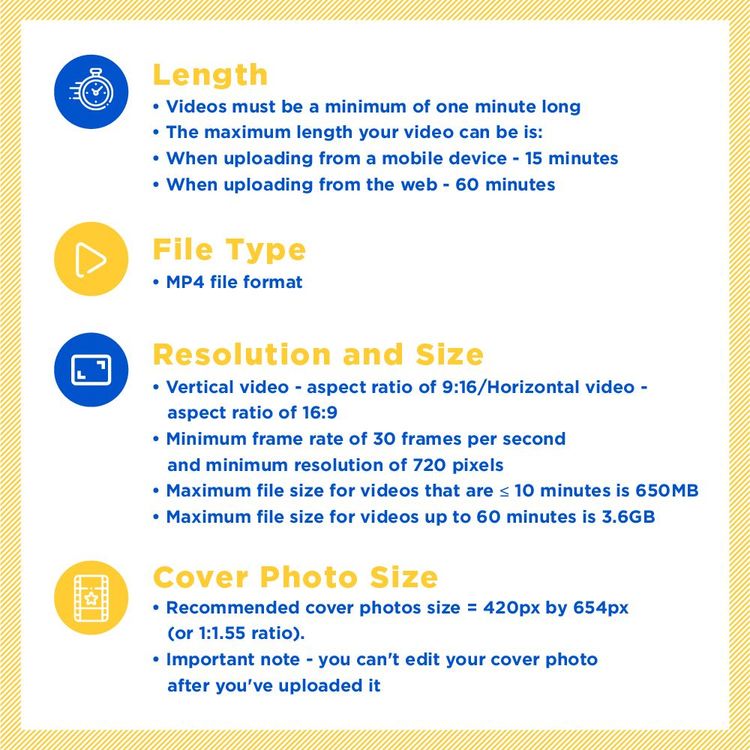 Length
• Videos must be a minimum of one minute long
• The maximum length your video can be is:
• When uploading from a mobile device - 15 minutes
• When uploading from the web - 60 minutes
File Type
• MP4 file format
Resolution and Size
• Vertical video - aspect ratio of 9:16/Horizontal video -
aspect ratio of 16:9
• Minimum frame rate of 30 frames per second
and minimum resolution of 720 pixels
• Maximum file size for videos that are ≤ 10 minutes is 650MB
• Maximum file size for videos up to 60 minutes is 3.6GB
Cover Photo Size
• Recommended cover photos size = 420px by 654px
(or 1:1.55 ratio).
• Important note - you can't edit your cover photo
after you've uploaded it